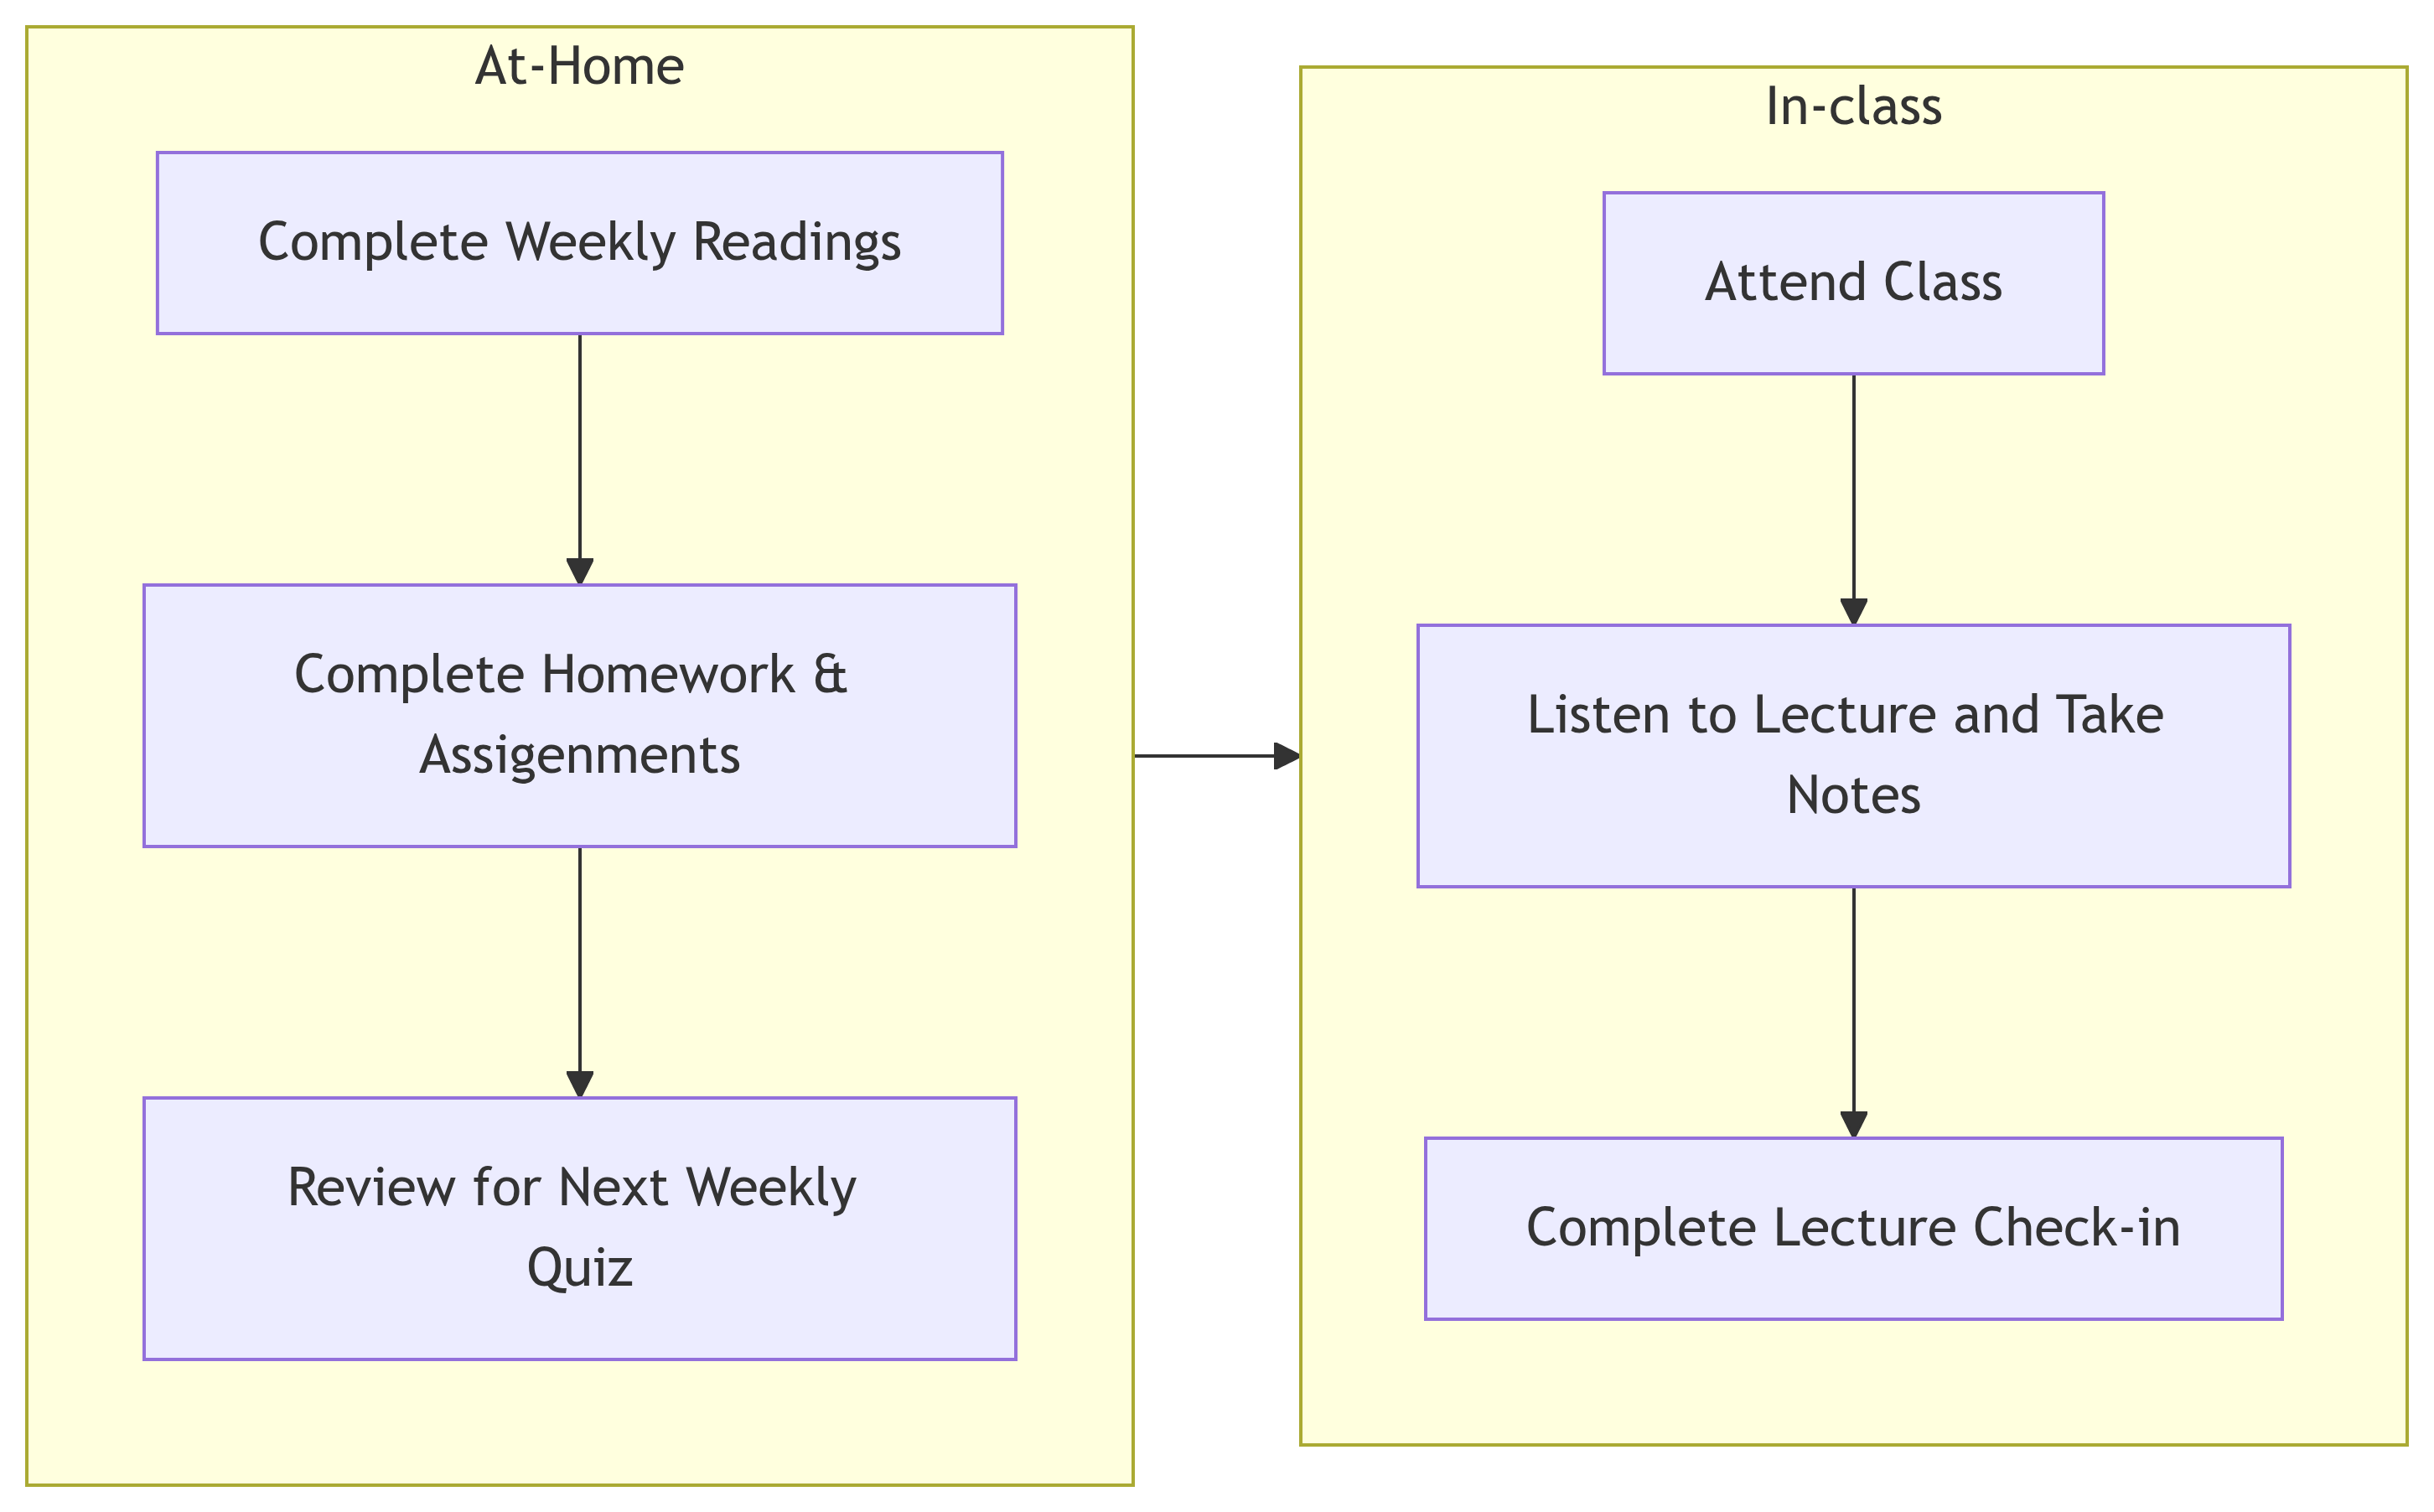 At-Home
Complete Weekly Readings
Complete Homework &
Assigenments
Review for Next Weekly
Quiz
In-class
Attend Class
Listen to Lecture and Take
Notes
Complete Lecture Check-in